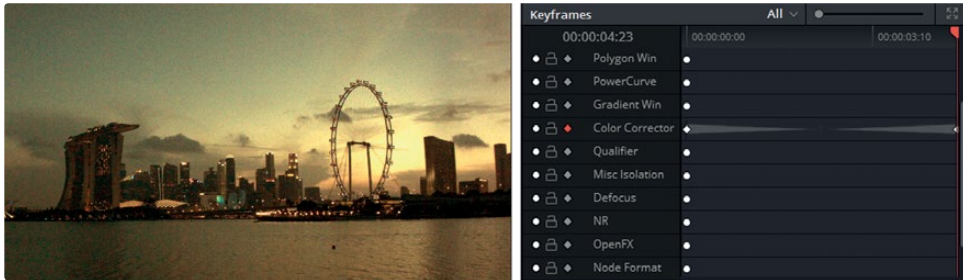 Keyframes All
00:00:04:23 00:00:00:00 00:00:03:10
Polygon Win
PowerCurve
Gradient Win
Color Corrector
Qualifier
Misc Isolation
Defocus
NR
OpenFX
Node Format